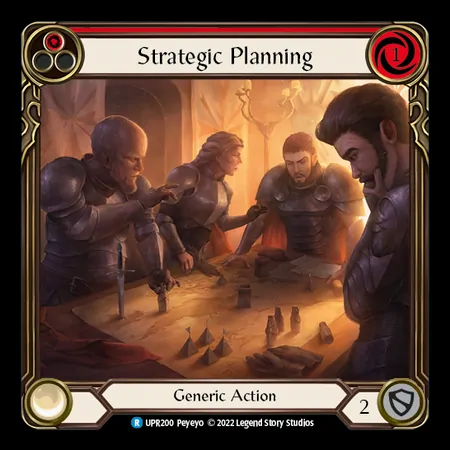 Strategic Planning
1
Generic Action
2
R UPR200 Peyeyo © 2022 Legend Story Studios